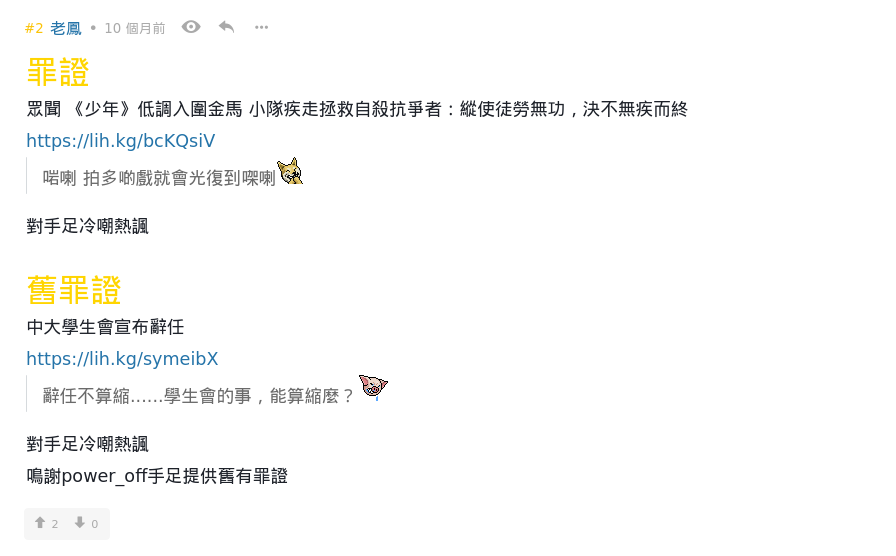 #2 老鳳 • 10 個月前
罪證
眾聞 《少年》低調入圍金馬 小隊疾走拯救自殺抗爭者：縱使徒勞無功，決不無疾而終
https://lih.kg/bcKQsiV
啱喇 拍多啲戲就會光復到㗎喇
對手足冷嘲熱諷
舊罪證
中大學生會宣布辭任
https://lih.kg/symeibX
辭任不算縮......學生會的事，能算縮麼？
對手足冷嘲熱諷
鳴謝power_off手足提供舊有罪證
2 0